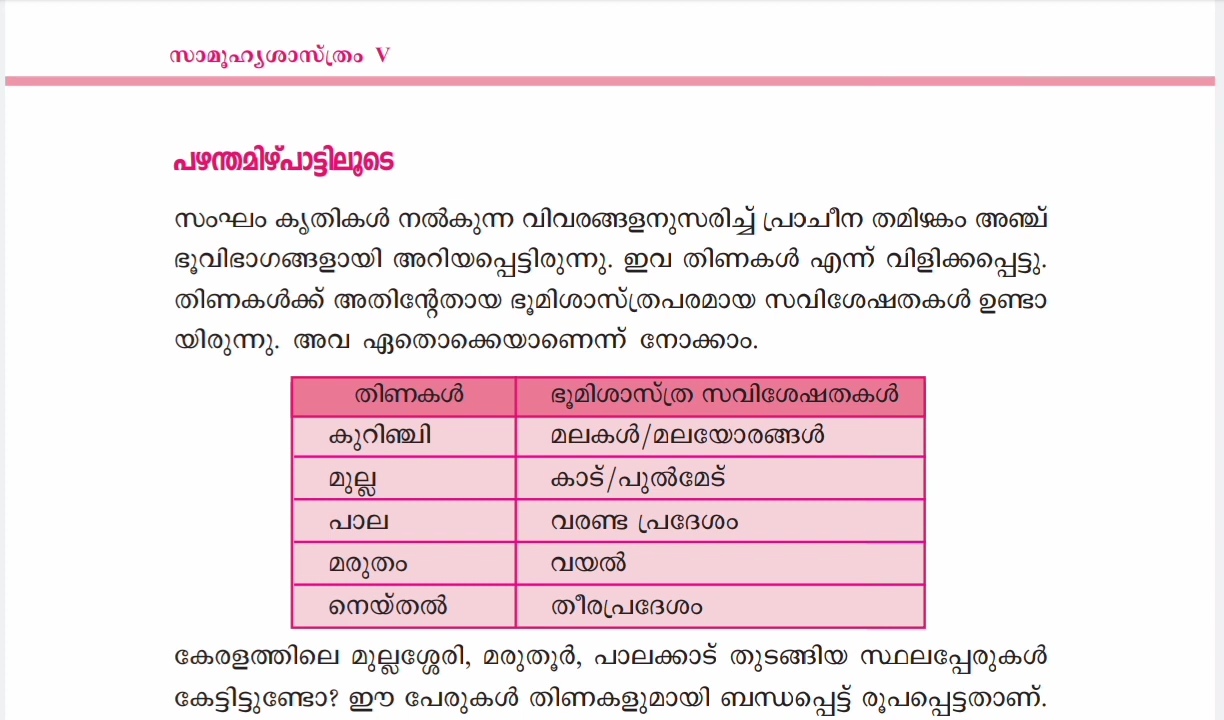 സാമൂഹ്യശാസ്ത്രം V
പഴന്തമിഴ്പാട്ടിലൂടെ
സംഘം കൃതികൾ നൽകുന്ന വിവരങ്ങളനുസരിച്ച് പ്രാചീന തമിഴകം അഞ്ച്
ഭൂവിഭാഗങ്ങളായി അറിയപ്പെട്ടിരുന്നു. ഇവ തിണകൾ എന്ന് വിളിക്കപ്പെട്ടു.
തിണകൾക്ക് അതിന്റേതായ ഭൂമിശാസ്ത്രപരമായ സവിശേഷതകൾ ഉണ്ടാ
യിരുന്നു. അവ ഏതൊക്കെയാണെന്ന് നോക്കാം.
തിണകൾ ഭൂമിശാസ്ത്ര സവിശേഷതകൾ
കുറിഞ്ചി മലകൾ/മലയോരങ്ങൾ
മുല്ല കാട്/പുൽമേട്
പാല വരണ്ട പ്രദേശം
മരുതം വയൽ
നെയ്തൽ തീരപ്രദേശം
കേരളത്തിലെ മുല്ലശ്ശേരി, മരുതൂർ, പാലക്കാട് തുടങ്ങിയ സ്ഥലപ്പേരുകൾ
കേട്ടിട്ടുണ്ടോ? ഈ പേരുകൾ തിണകളുമായി ബന്ധപ്പെട്ട് രൂപപ്പെട്ടതാണ്.